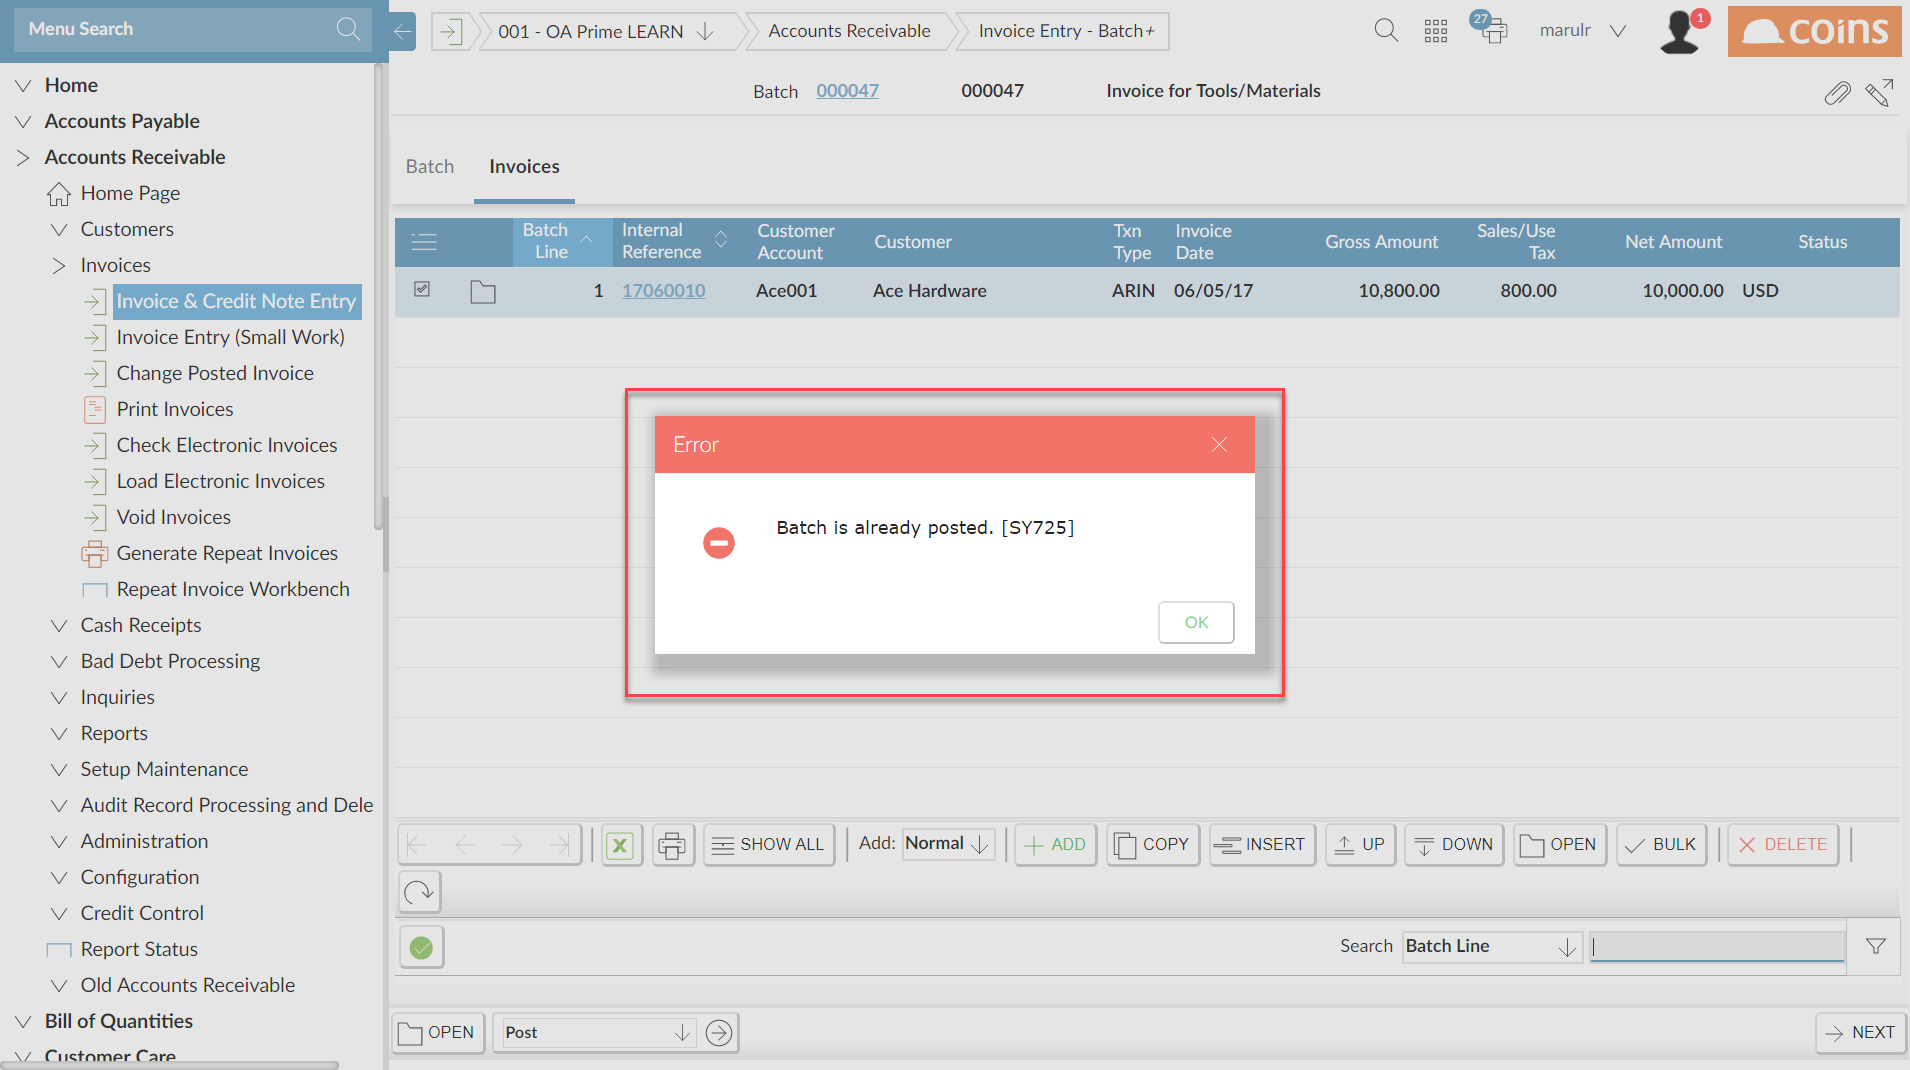 Menu Search
001 - OA Prime LEARN
Accounts Receivable
Invoice Entry - Batch+
27
marulr
1
coins
Home
Accounts Payable
Accounts Receivable
Home Page
Customers
Invoices
Invoice & Credit Note Entry
Invoice Entry (Small Work)
Change Posted Invoice
Print Invoices
Check Electronic Invoices
Load Electronic Invoices
Void Invoices
Generate Repeat Invoices
Repeat Invoice Workbench
Cash Receipts
Bad Debt Processing
Inquiries
Reports
Setup Maintenance
Audit Record Processing and Dele
Administration
Configuration
Credit Control
Report Status
Old Accounts Receivable
Bill of Quantities
Customer Care
Batch 000047 000047 Invoice for Tools/Materials
Batch Invoices
Batch Line
Internal Reference
Customer Account
Customer
Txn Type
Invoice Date
Gross Amount
Sales/Use Tax
Net Amount
Status
1 17060010 Ace001 Ace Hardware ARIN 06/05/17 10,800.00 800.00 10,000.00 USD
Error
Batch is already posted. [SY725]
OK
SHOW ALL Add: Normal ADD COPY INSERT UP DOWN OPEN BULK DELETE
Search Batch Line
OPEN Post NEXT